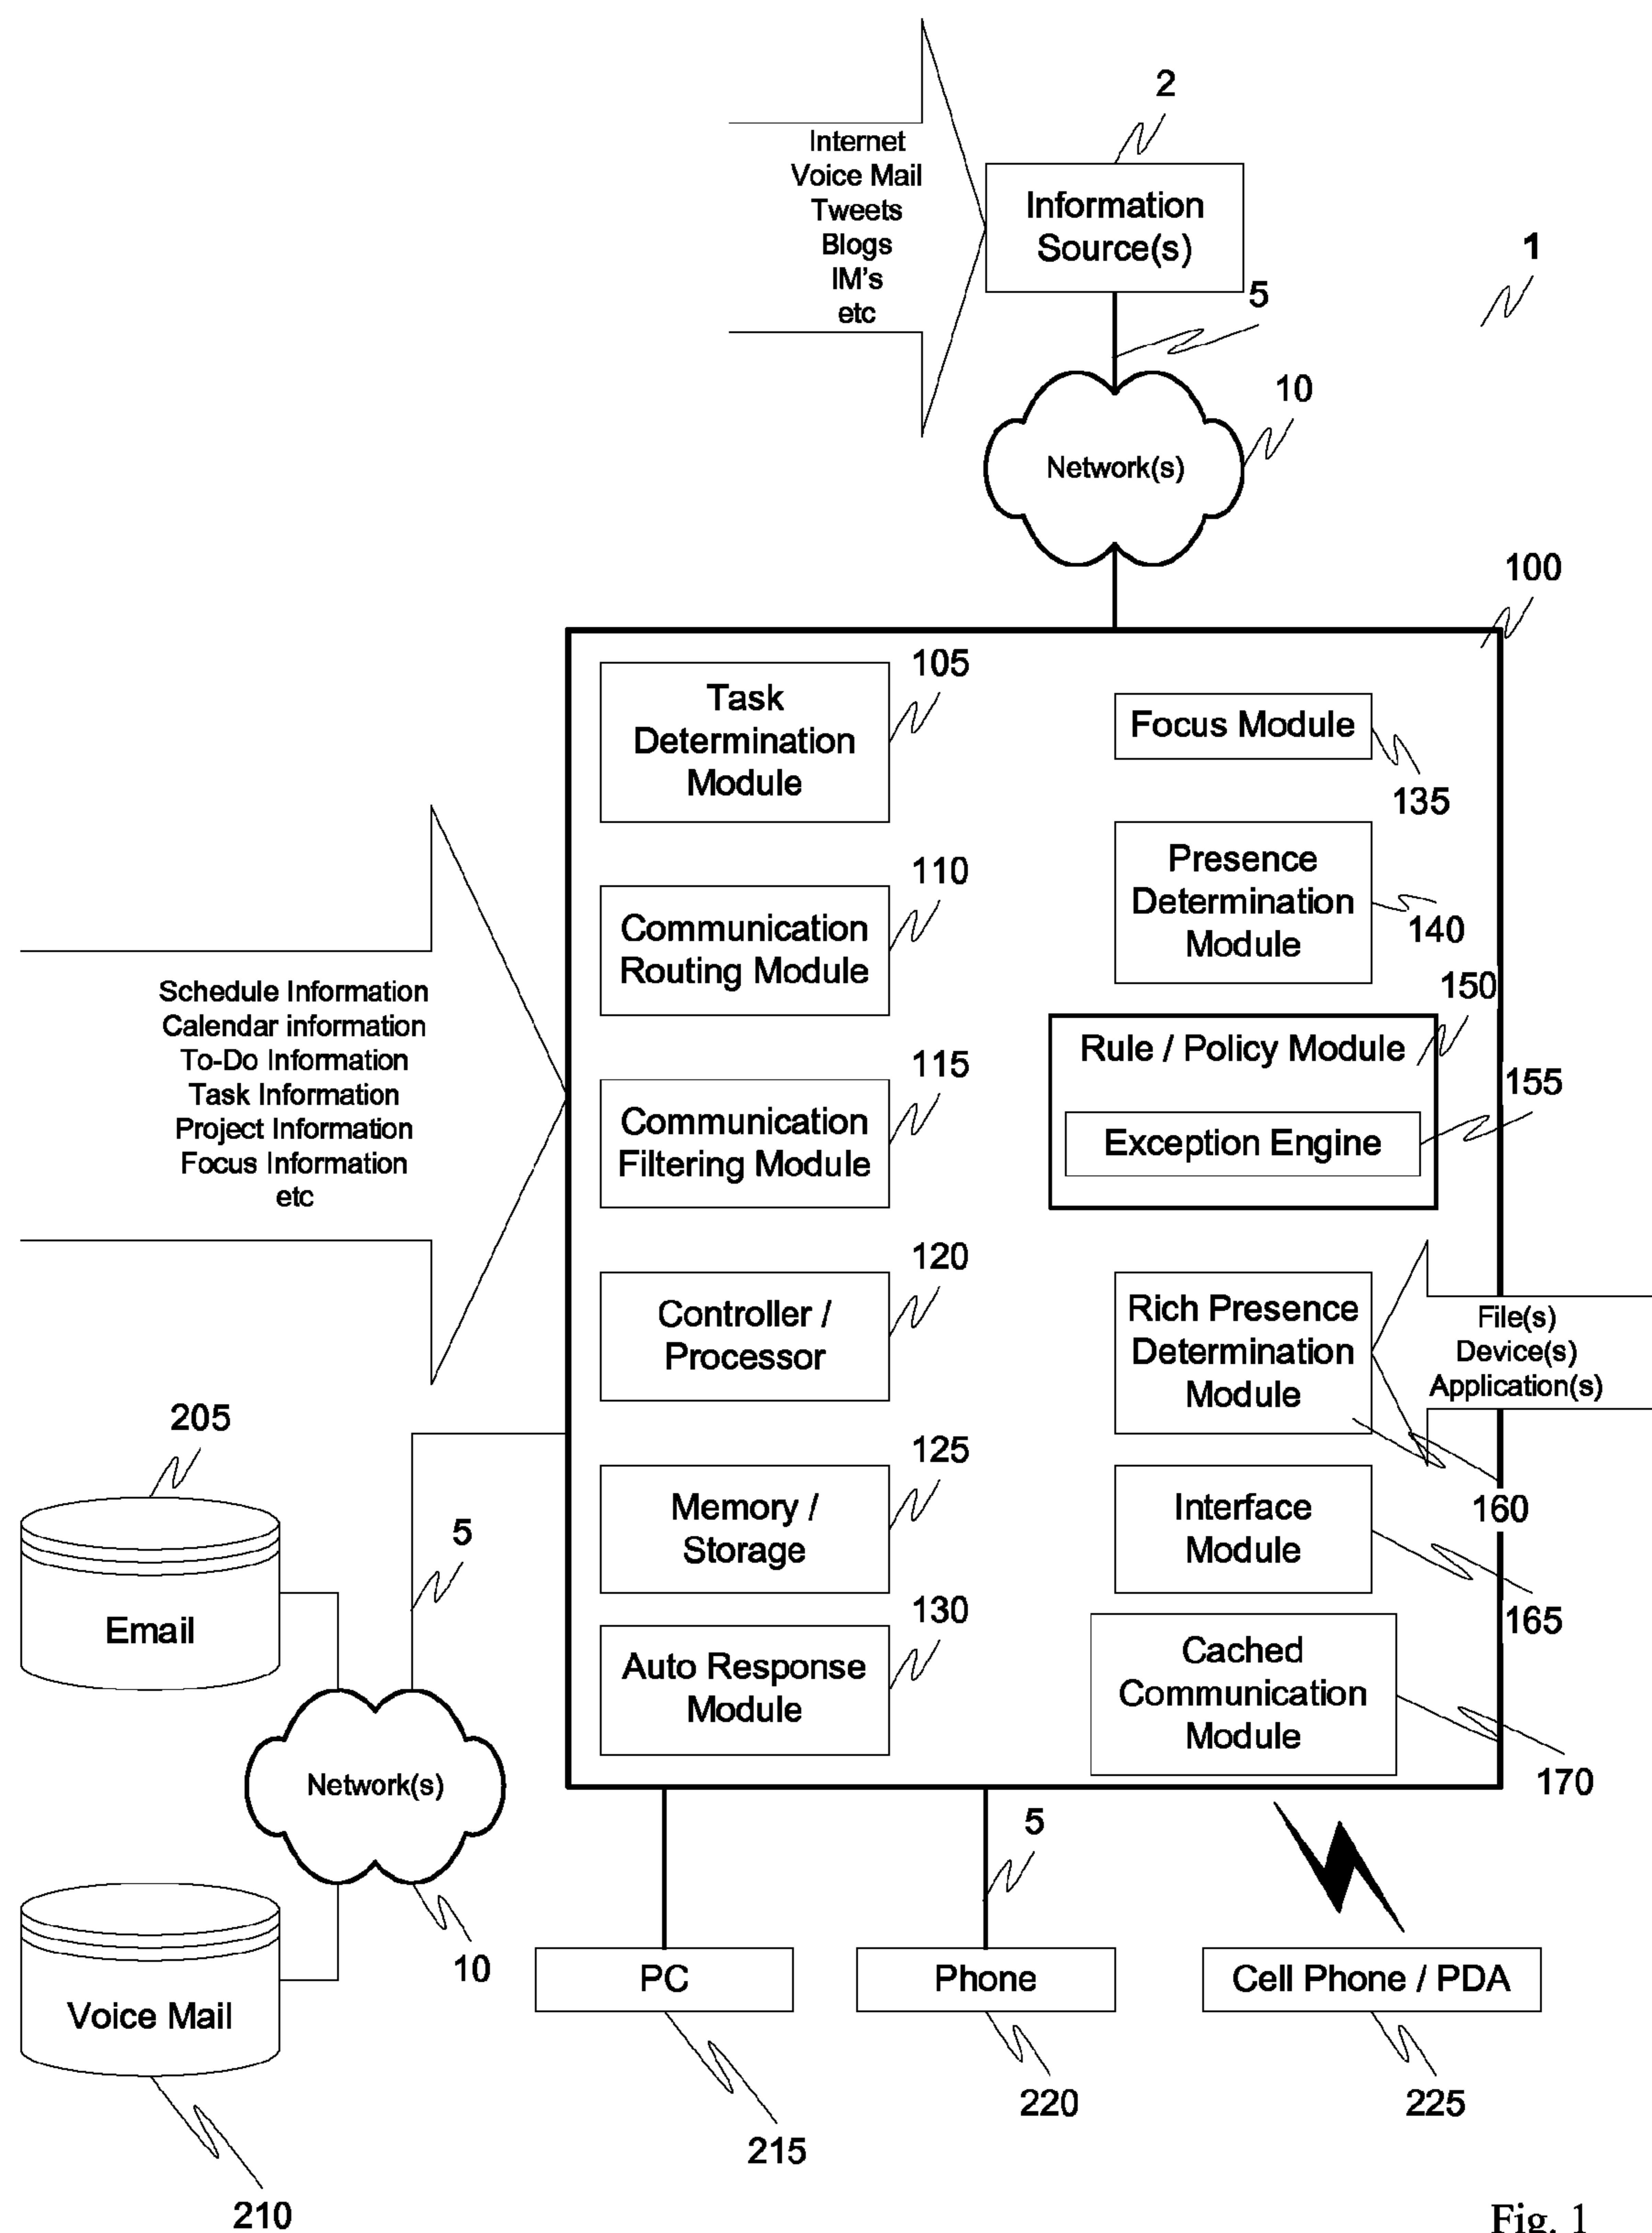 2
Internet
Voice Mail
Tweets
Blogs
IM's
etc
Information
Source(s)
1
5
10
Network(s)
100
105
Task
Determination
Module
Focus Module
135
110
Communication
Routing Module
Presence
Determination
Module
140
150
Rule / Policy Module
155
Exception Engine
Schedule Information
Calendar information
To-Do Information
Task Information
Project Information
Focus Information
etc
115
Communication
Filtering Module
120
Controller /
Processor
Rich Presence
Determination
Module
File(s)
Device(s)
Application(s)
160
205
Email
5
125
Memory /
Storage
Interface
Module
165
130
Auto Response
Module
Cached
Communication
Module
170
Network(s)
10
Voice Mail
210
5
PC
215
Phone
220
Cell Phone / PDA
225
Fig. 1